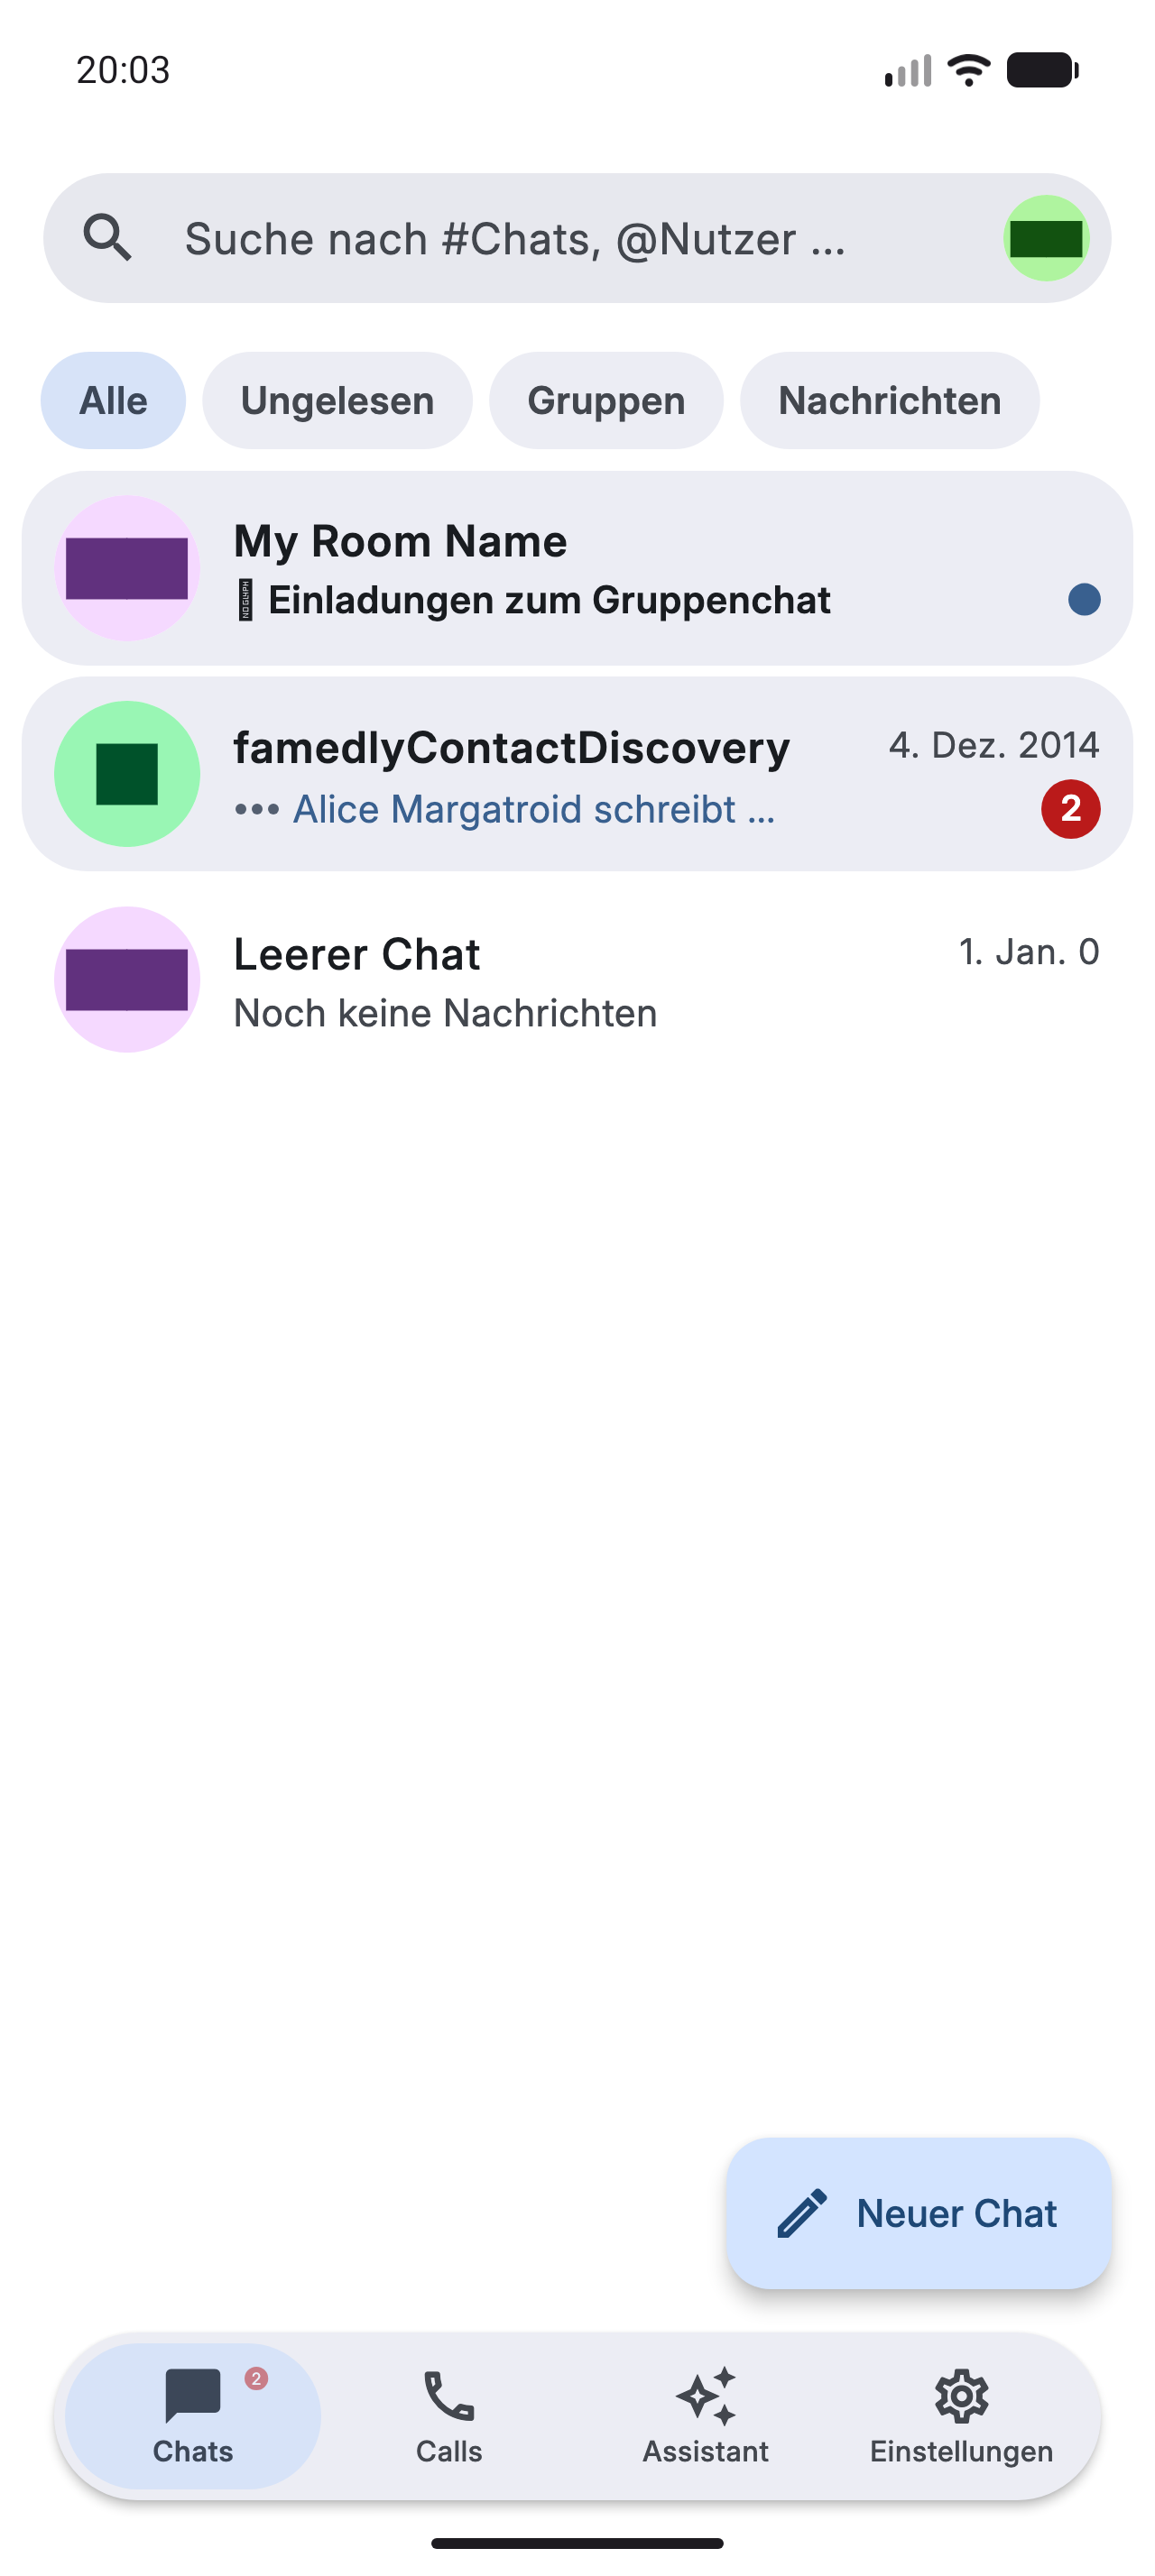 20:03
Suche nach #Chats, @Nutzer ...
Alle
Ungelesen
Gruppen
Nachrichten
My Room Name
Einladungen zum Gruppenchat
famedlyContactDiscovery
4. Dez. 2014
••• Alice Margatroid schreibt ...
2
Leerer Chat
1. Jan. 0
Noch keine Nachrichten
Neuer Chat
2
Chats
Calls
Assistant
Einstellungen